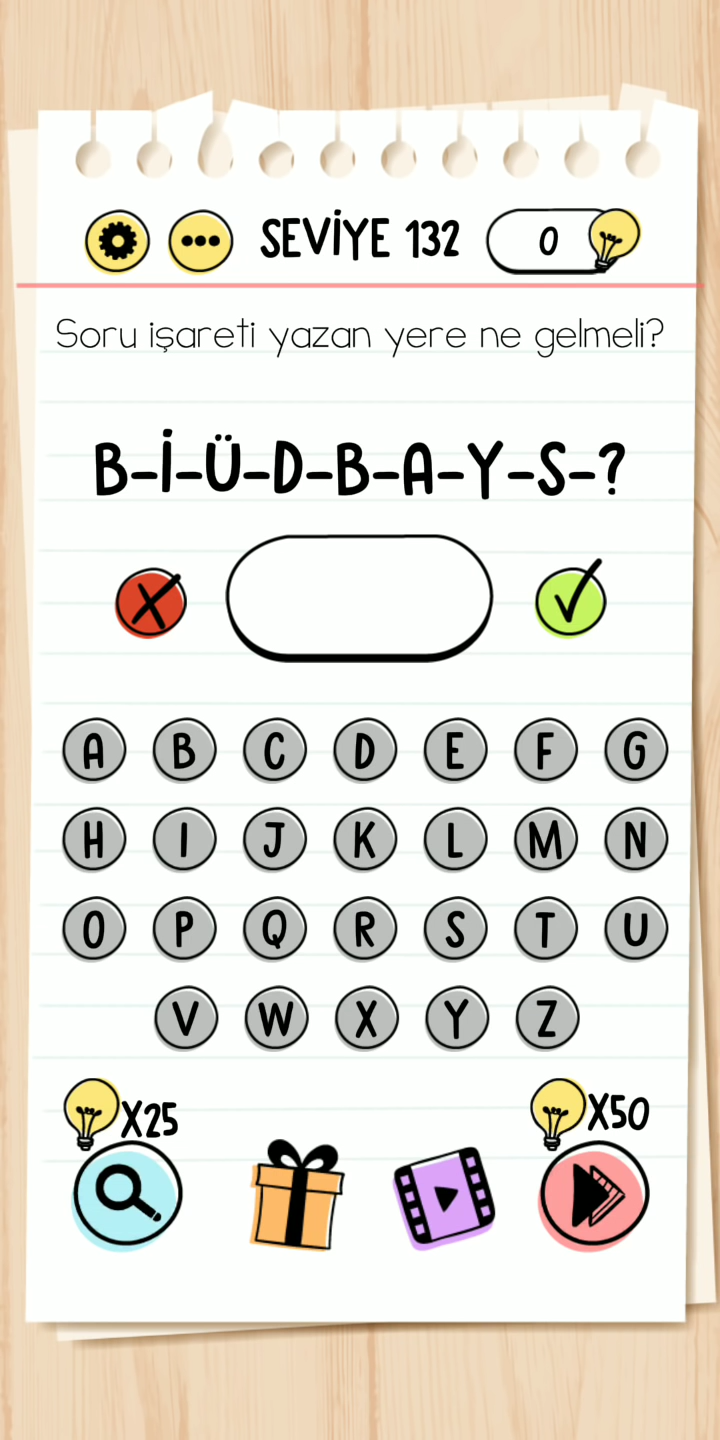 SEVİYE 132 0
Soru işareti yazan yere ne gelmeli?
B-İ-Ü-D-B-A-Y-S-?
A B C D E F G
H I J K L M N
O P Q R S T U
V W X Y Z
X25 X50